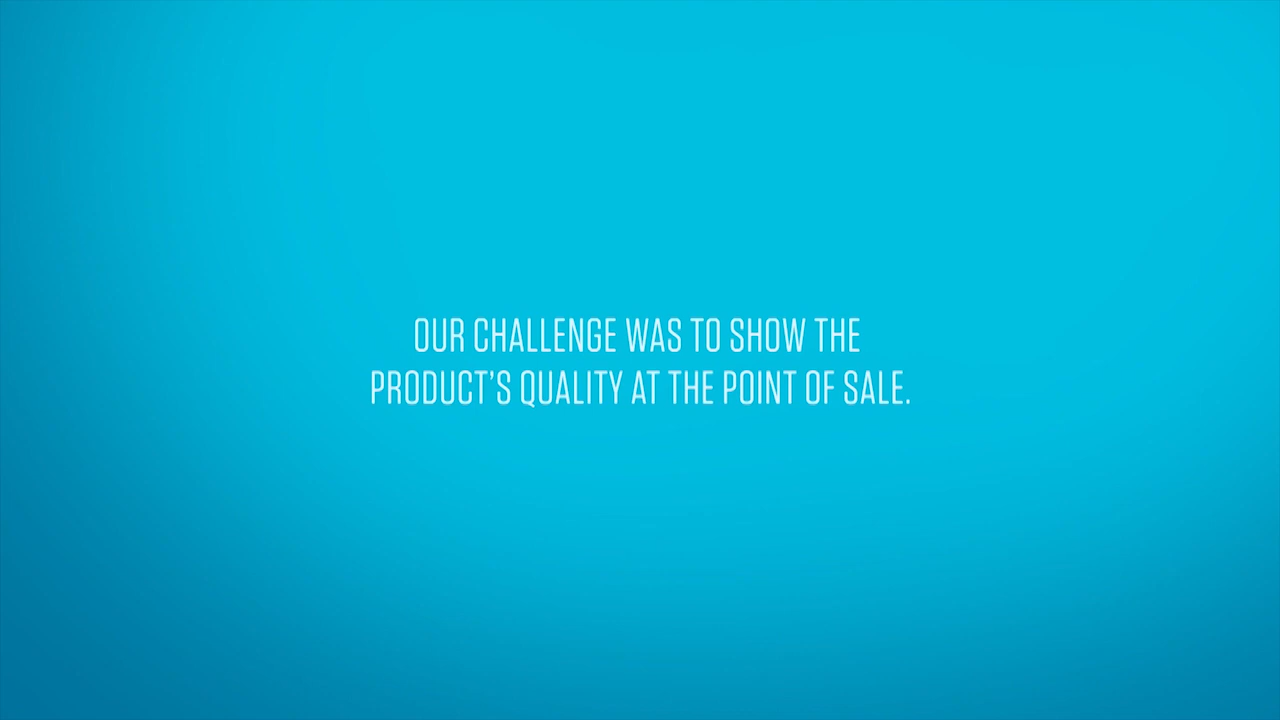 OUR CHALLENGE WAS TO SHOW THE
PRODUCT’S QUALITY AT THE POINT OF SALE.